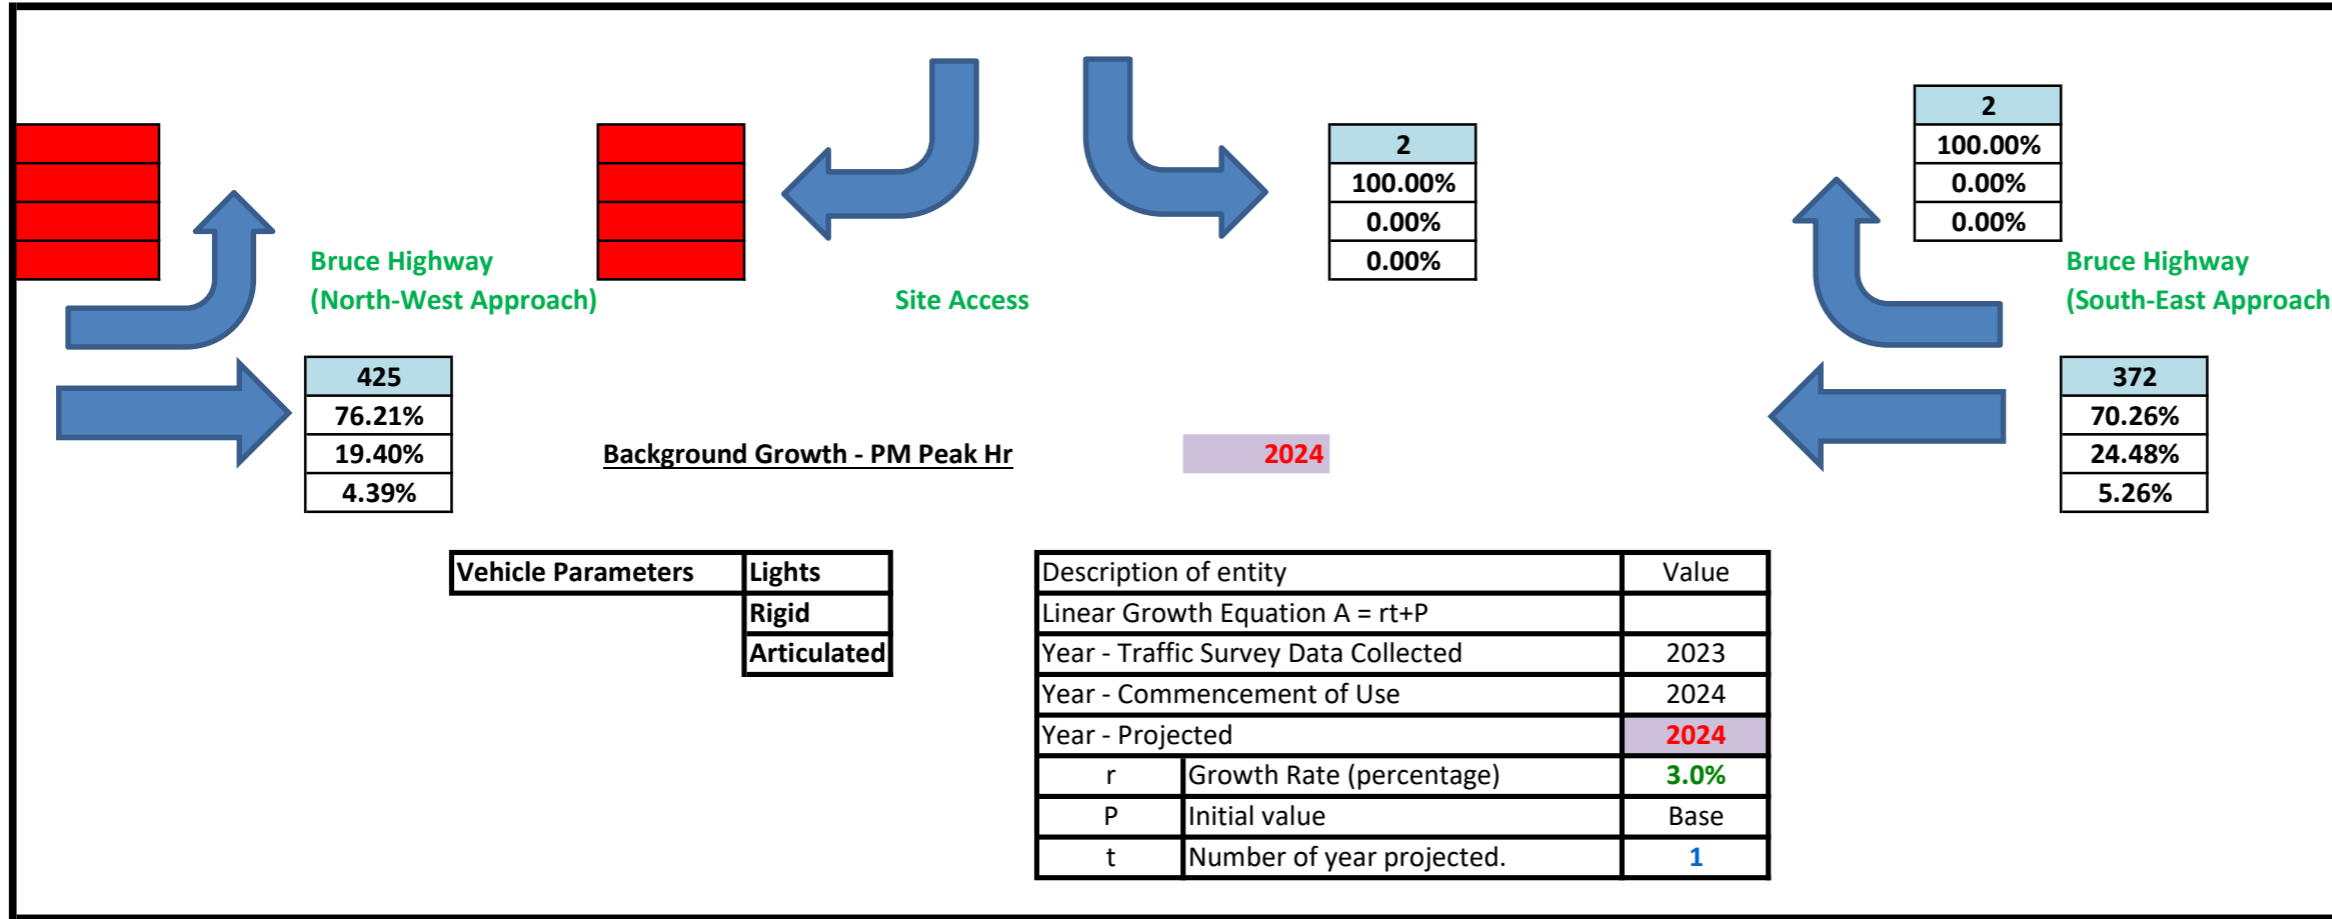 2
100.00%
0.00%
0.00%
2
100.00%
0.00%
0.00%
Bruce Highway
(North-West Approach)
Site Access
Bruce Highway
(South-East Approach
425
76.21%
19.40%
4.39%
372
70.26%
24.48%
5.26%
Background Growth - PM Peak Hr 2024
Vehicle Parameters Lights
Rigid
Articulated
Description of entity Value
Linear Growth Equation A = rt+P
Year - Traffic Survey Data Collected 2023
Year - Commencement of Use 2024
Year - Projected 2024
r Growth Rate (percentage) 3.0%
P Initial value Base
t Number of year projected. 1